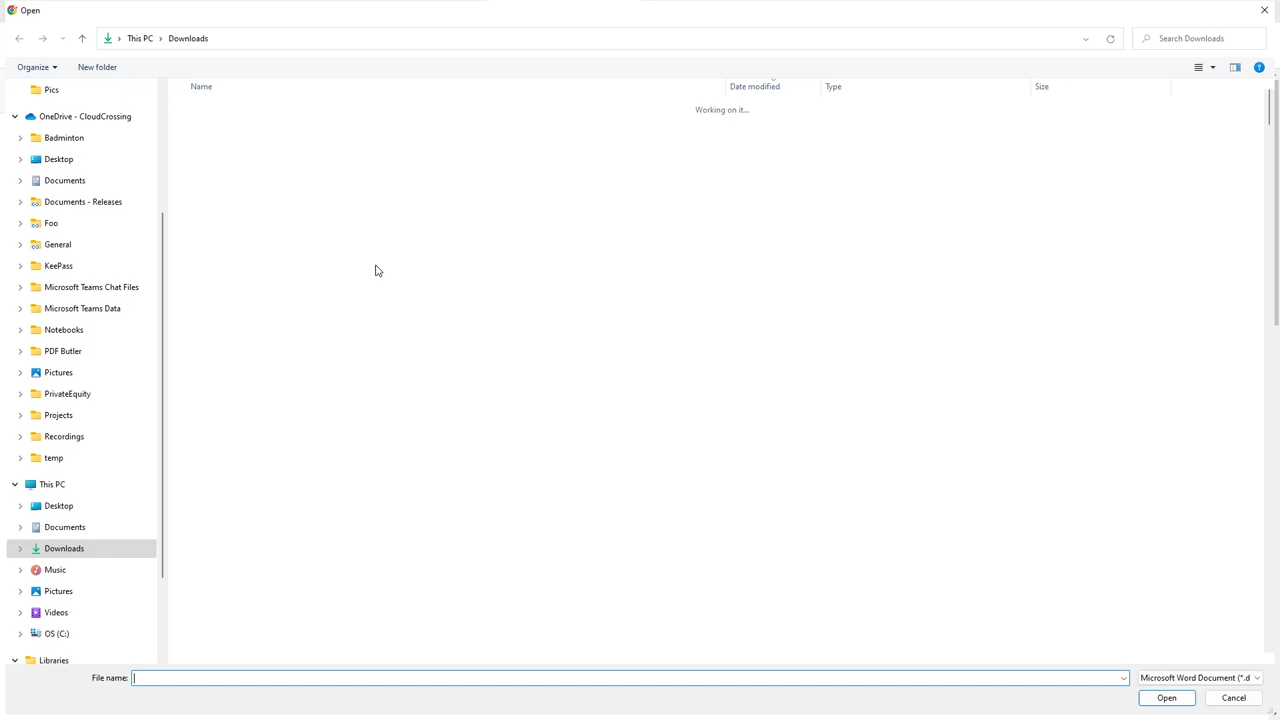 Open
This PC > Downloads
Search Downloads
Organize
New folder
Name
Date modified
Type
Size
Working on it...
Pics
OneDrive - CloudCrossing
Badminton
Desktop
Documents
Documents - Releases
Foo
General
KeePass
Microsoft Teams Chat Files
Microsoft Teams Data
Notebooks
PDF Butler
Pictures
PrivateEquity
Projects
Recordings
temp
This PC
Desktop
Documents
Downloads
Music
Pictures
Videos
OS (C:)
Libraries
File name:
Microsoft Word Document (*.d
Open
Cancel